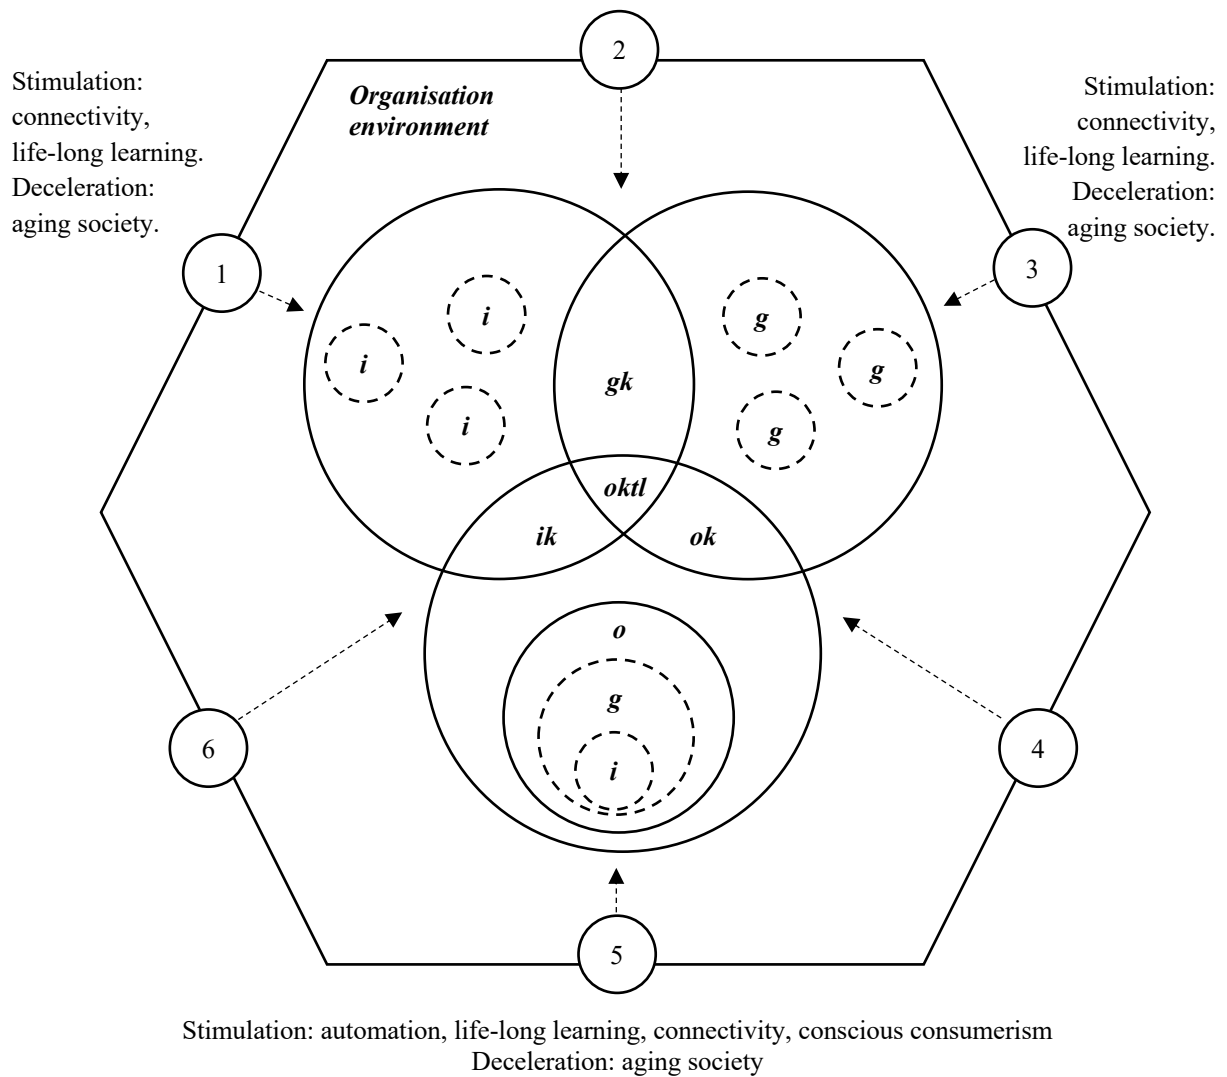 2
Stimulation:
connectivity,
life-long learning.
Deceleration:
aging society.
Organisation
environment
Stimulation:
connectivity,
life-long learning.
Deceleration:
aging society.
1
3
i
i
i
g
g
g
gk
oktl
ik
ok
o
g
i
6
4
5
Stimulation: automation, life-long learning, connectivity, conscious consumerism
Deceleration: aging society